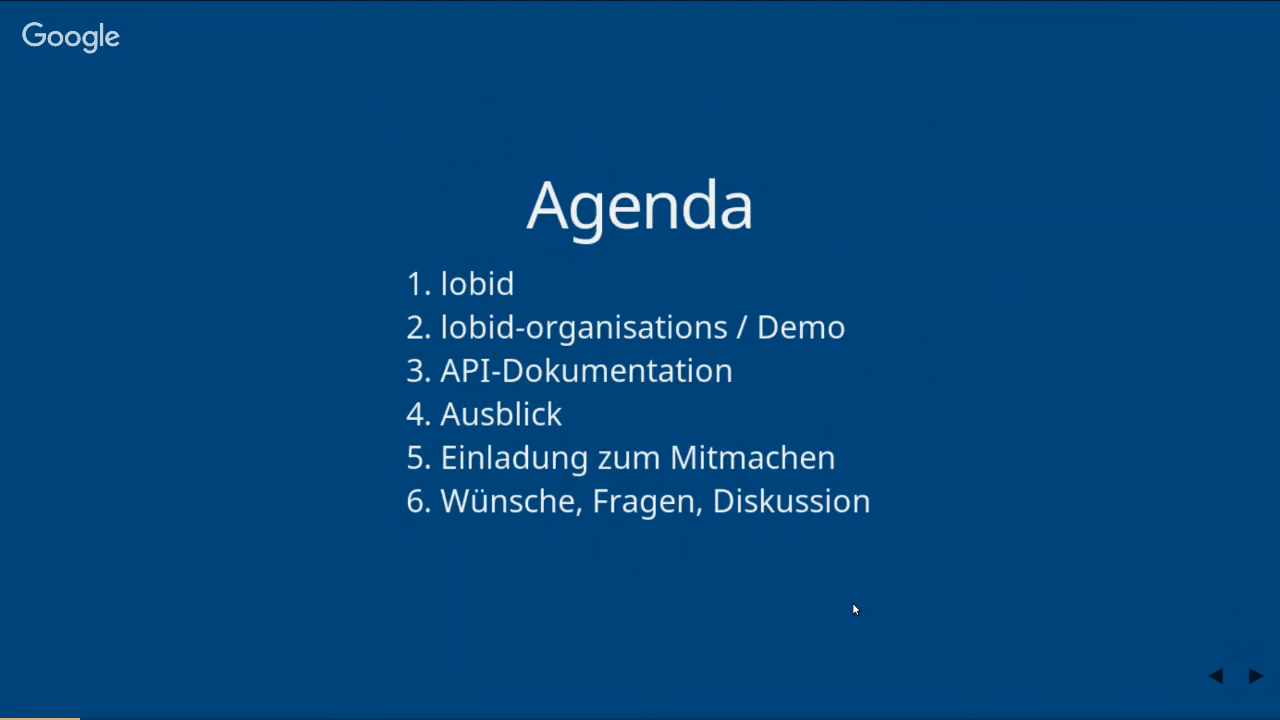 Google
Agenda
1. lobid
2. lobid-organisations / Demo
3. API-Dokumentation
4. Ausblick
5. Einladung zum Mitmachen
6. Wünsche, Fragen, Diskussion